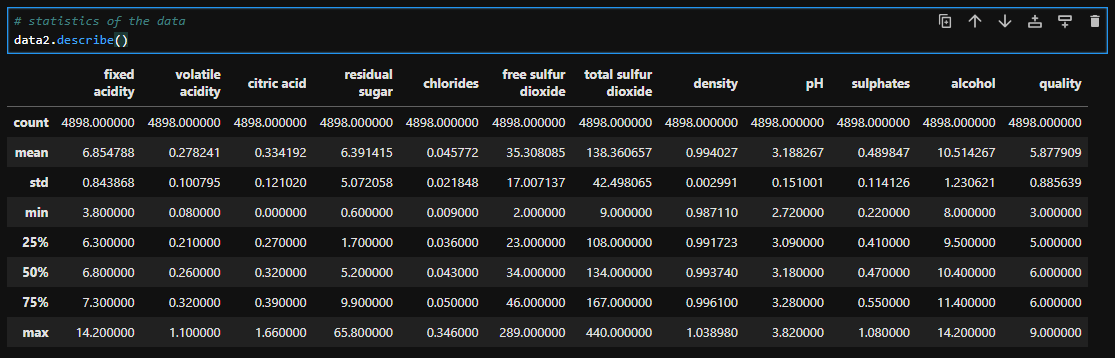 # statistics of the data
data2.describe()
fixed acidity volatile acidity citric acid residual sugar chlorides free sulfur dioxide total sulfur dioxide density pH sulphates alcohol quality
count 4898.000000 4898.000000 4898.000000 4898.000000 4898.000000 4898.000000 4898.000000 4898.000000 4898.000000 4898.000000 4898.000000 4898.000000
mean 6.854788 0.278241 0.334192 6.391415 0.045772 35.308085 138.360657 0.994027 3.188267 0.489847 10.514267 5.877909
std 0.843868 0.100795 0.121020 5.072058 0.021848 17.007137 42.498065 0.002991 0.151001 0.114126 1.230621 0.885639
min 3.800000 0.080000 0.000000 0.600000 0.009000 2.000000 9.000000 0.987110 2.720000 0.220000 8.000000 3.000000
25% 6.300000 0.210000 0.270000 1.700000 0.036000 23.000000 108.000000 0.991723 3.090000 0.410000 9.500000 5.000000
50% 6.800000 0.260000 0.320000 5.200000 0.043000 34.000000 134.000000 0.993740 3.180000 0.470000 10.400000 6.000000
75% 7.300000 0.320000 0.390000 9.900000 0.050000 46.000000 167.000000 0.996100 3.280000 0.550000 11.400000 6.000000
max 14.200000 1.100000 1.660000 65.800000 0.346000 289.000000 440.000000 1.038980 3.820000 1.080000 14.200000 9.000000